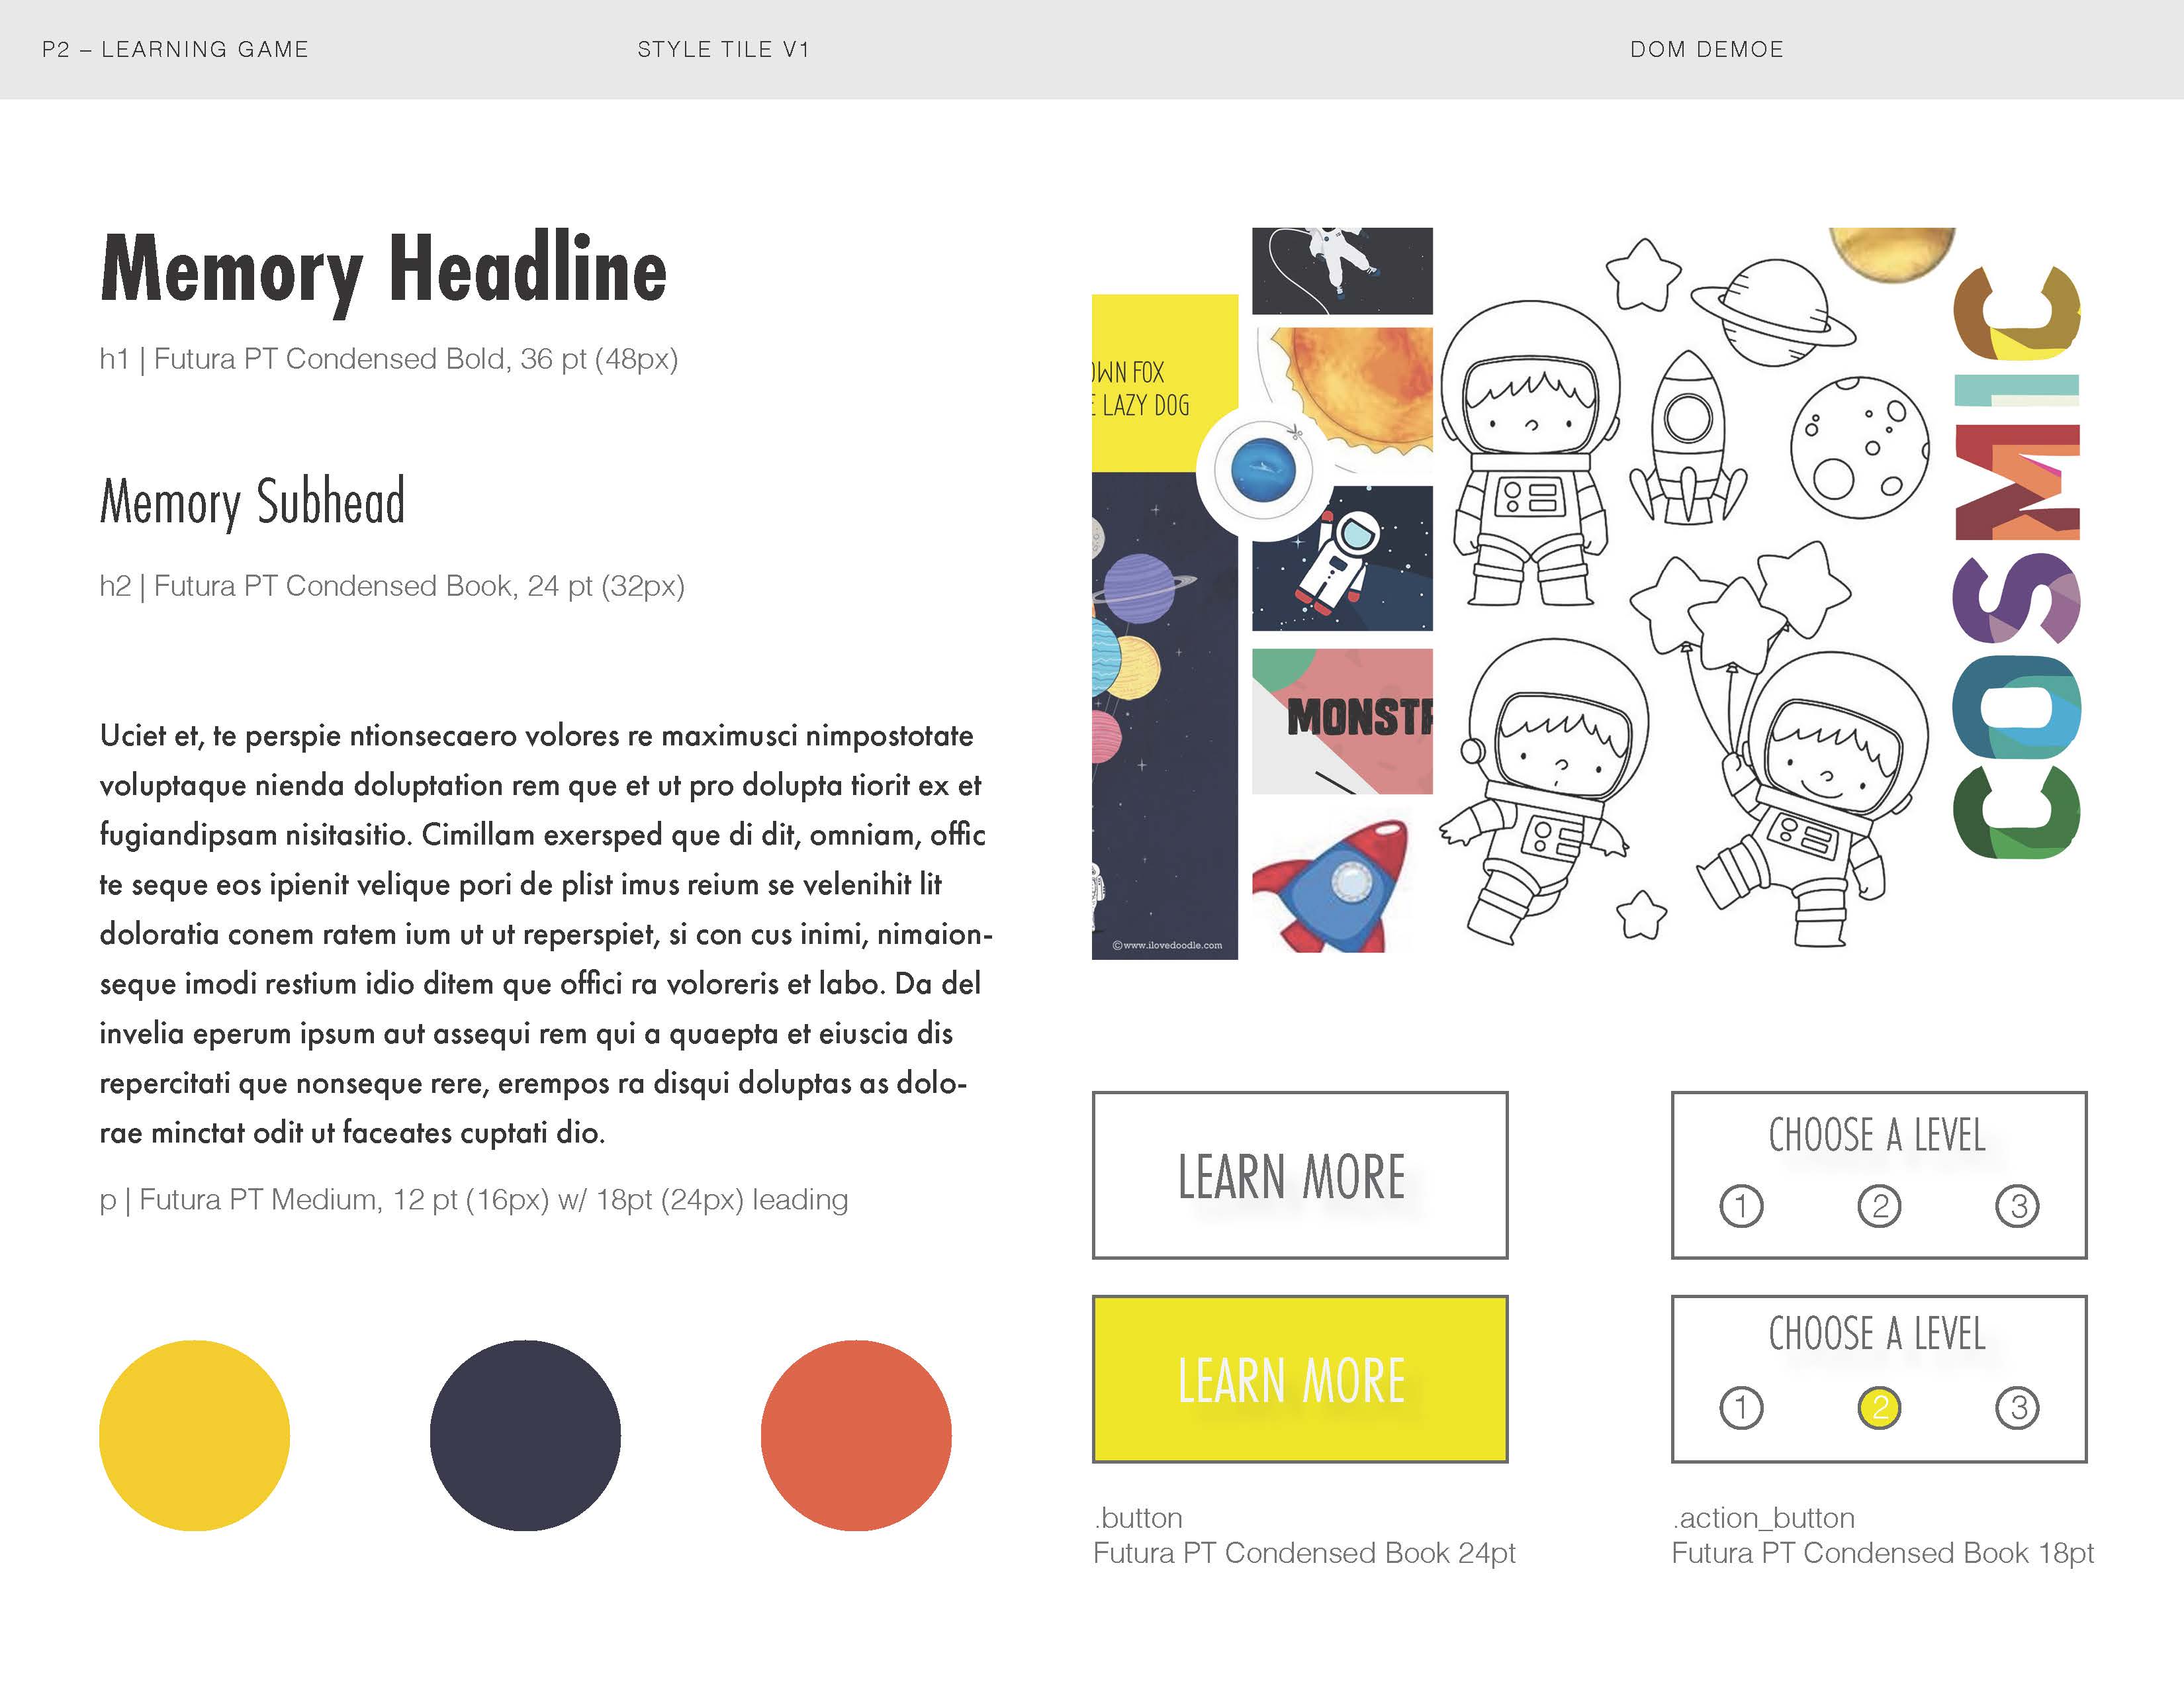 P2 – LEARNING GAME
STYLE TILE V1
DOM DEMOE
Memory Headline
h1 | Futura PT Condensed Bold, 36 pt (48px)
Memory Subhead
h2 | Futura PT Condensed Book, 24 pt (32px)
Uciet et, te perspie ntionsecaero volores re maximusci nimpostotate
voluptaque nienda doluptation rem que et ut pro dolupta tiorit ex et
fugiandipsam nisitasitio. Cimillam exersped que di dit, omniam, offic
te seque eos ipienit velique pori de plist imus reium se velenihit lit
doloratia conem ratem ium ut ut reperspiet, si con cus inimi, nimaion-
seque imodi restium idio ditem que offici ra voloreris et labo. Da del
invelia eperum ipsum aut assequi rem qui a quaepta et eiuscia dis
repercitati que nonseque rere, erempos ra disqui doluptas as dolo-
rae minctat odit ut faceates cuptati dio.
p | Futura PT Medium, 12 pt (16px) w/ 18pt (24px) leading
OWN FOX
E LAZY DOG
©www.ilovedoodle.com
MONSTR
COSMIC
LEARN MORE
CHOOSE A LEVEL
1 2 3
LEARN MORE
CHOOSE A LEVEL
1 2 3
.button
Futura PT Condensed Book 24pt
.action_button
Futura PT Condensed Book 18pt